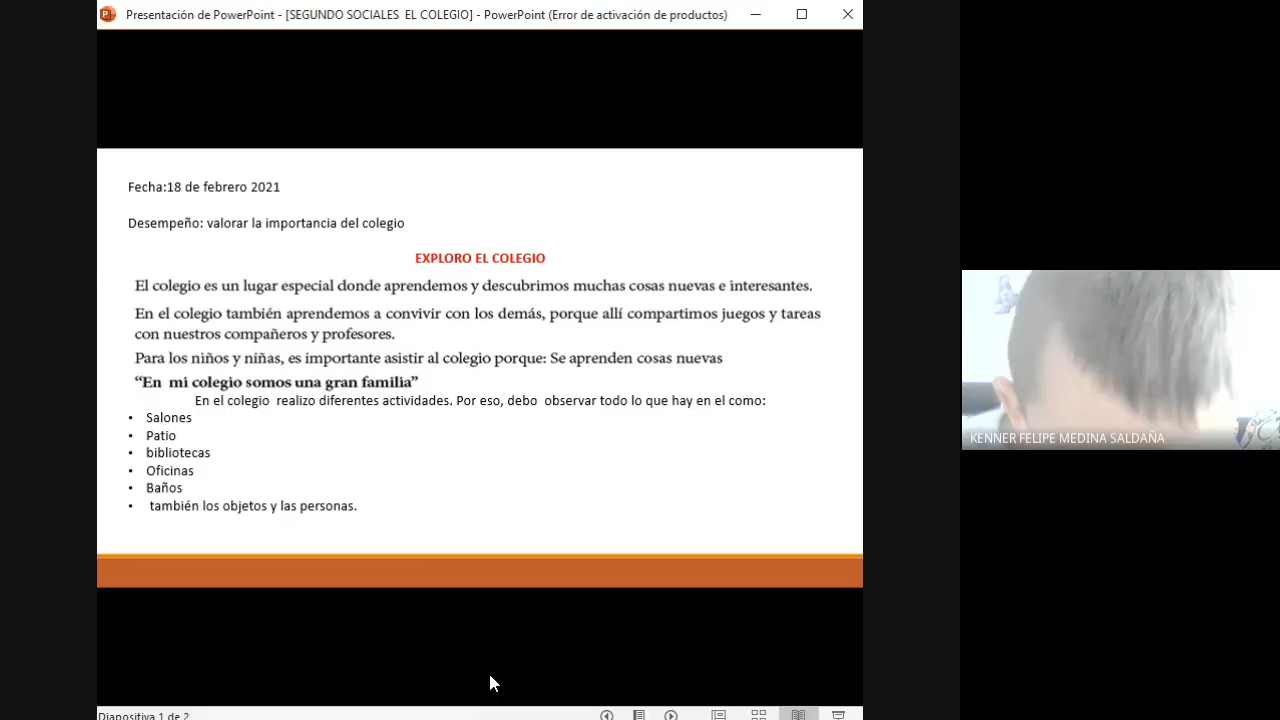 Presentación de PowerPoint - [SEGUNDO SOCIALES  EL COLEGIO] - PowerPoint (Error de activación de productos)
Fecha:18 de febrero 2021
Desempeño: valorar la importancia del colegio
EXPLORO EL COLEGIO
El colegio es un lugar especial donde aprendemos y descubrimos muchas cosas nuevas e interesantes.
En el colegio también aprendemos a convivir con los demás, porque allí compartimos juegos y tareas
con nuestros compañeros y profesores.
Para los niños y niñas, es importante asistir al colegio porque: Se aprenden cosas nuevas
“En  mi colegio somos una gran familia”
En el colegio  realizo diferentes actividades. Por eso, debo  observar todo lo que hay en el como:
• Salones
• Patio
• bibliotecas
• Oficinas
• Baños
• también los objetos y las personas.
KENNER FELIPE MEDINA SALDAÑA
Diapositiva 1 de 2